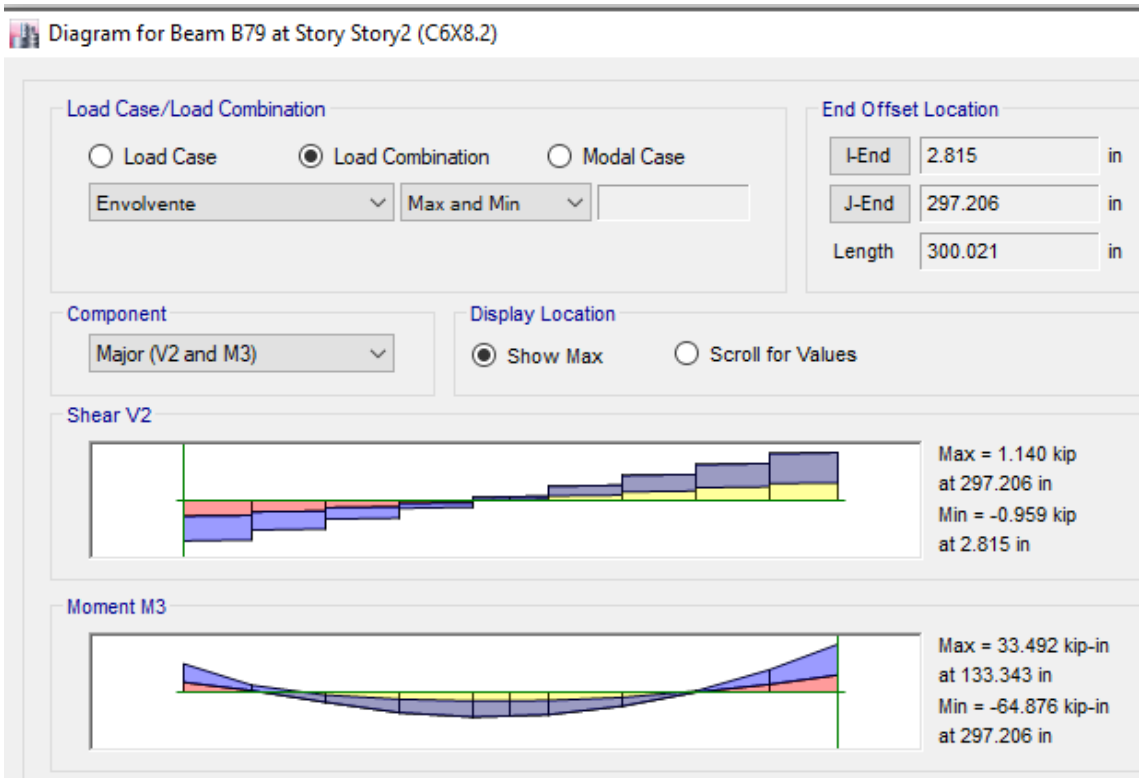 Diagram for Beam B79 at Story Story2 (C6X8.2)
Load Case/Load Combination
Load Case Load Combination Modal Case
Envolvente Max and Min
End Offset Location
I-End 2.815 in
J-End 297.206 in
Length 300.021 in
Component
Major (V2 and M3)
Display Location
Show Max Scroll for Values
Shear V2
Max = 1.140 kip
at 297.206 in
Min = -0.959 kip
at 2.815 in
Moment M3
Max = 33.492 kip-in
at 133.343 in
Min = -64.876 kip-in
at 297.206 in